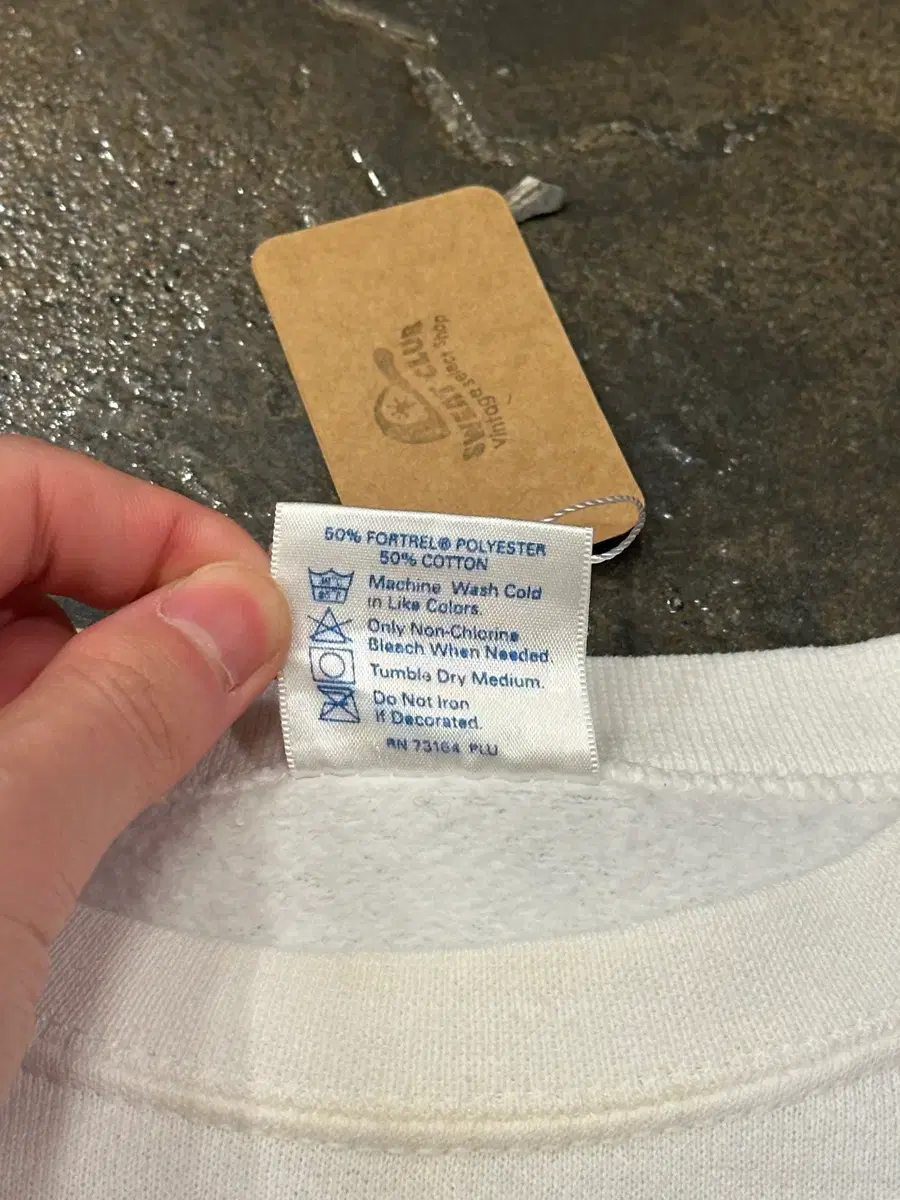 SWEAT CLUB
vintage select shop
50% FORTREL® POLYESTER
50% COTTON
Machine Wash Cold
in Like Colors.
Only Non-Chlorine
Bleach When Needed.
Tumble Dry Medium.
Do Not Iron
If Decorated.
RN 73164 PLU